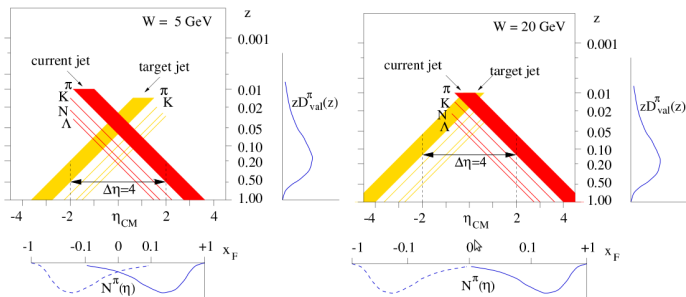 W = 5 GeV
z
0.001
current jet
target jet
π
K
N
Λ
π
K
0.01
0.02
0.05
0.10
0.20
0.50
1.00
zD^π_val(z)
Δη=4
-4 -2 0 2 4
η_CM
-1 -0.1 0 0.1 +1 x_F
N^π(η)
W = 20 GeV
z
0.001
current jet
target jet
π
K
N
Λ
0.01
0.02
0.05
0.10
0.20
0.50
1.00
zD^π_val(z)
Δη=4
-4 -2 0 2 4
η_CM
-1 -0.1 0 0.1 +1 x_F
N^π(η)